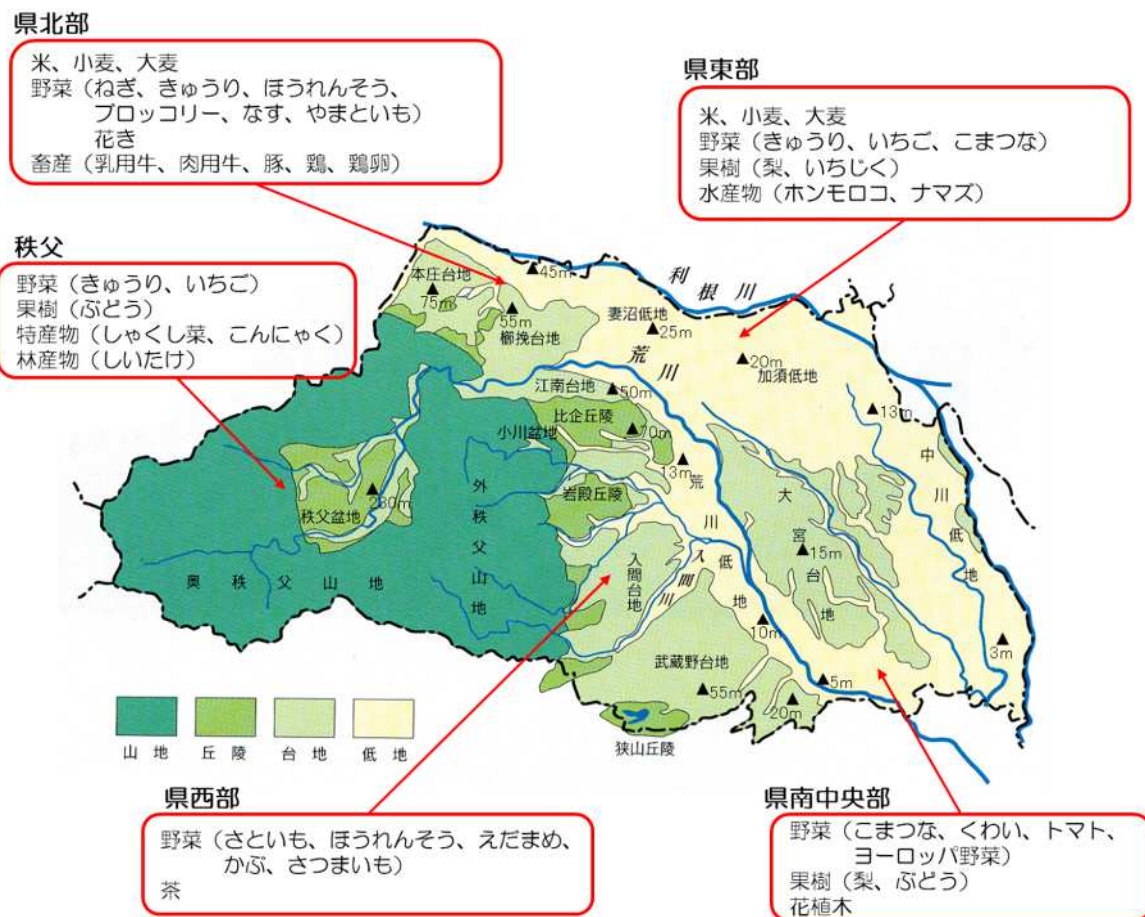 県北部
米、小麦、大麦
野菜（ねぎ、きゅうり、ほうれんそう、
ブロッコリー、なす、やまといも）
花き
畜産（乳用牛、肉用牛、豚、鶏、鶏卵）
県東部
米、小麦、大麦
野菜（きゅうり、いちご、こまつな）
果樹（梨、いちじく）
水産物（ホンモロコ、ナマズ）
秩父
野菜（きゅうり、いちご）
果樹（ぶどう）
特産物（しゃくし菜、こんにゃく）
林産物（しいたけ）
本庄台地
75m
45m
利根川
55m
櫛挽台地
妻沼低地
25m
荒川
20m
加須低地
江南台地
50m
比企丘陵
70m
小川盆地
13m
13m
中川低地
荒川低地
大宮台地
15m
岩殿丘陵
230m
秩父盆地
外秩父山地
奥秩父山地
入間台地
入間川
10m
3m
武蔵野台地
55m
5m
20m
狭山丘陵
山地
丘陵
台地
低地
県西部
野菜（さといも、ほうれんそう、えだまめ、
かぶ、さつまいも）
茶
県南中央部
野菜（こまつな、くわい、トマト、
ヨーロッパ野菜）
果樹（梨、ぶどう）
花植木